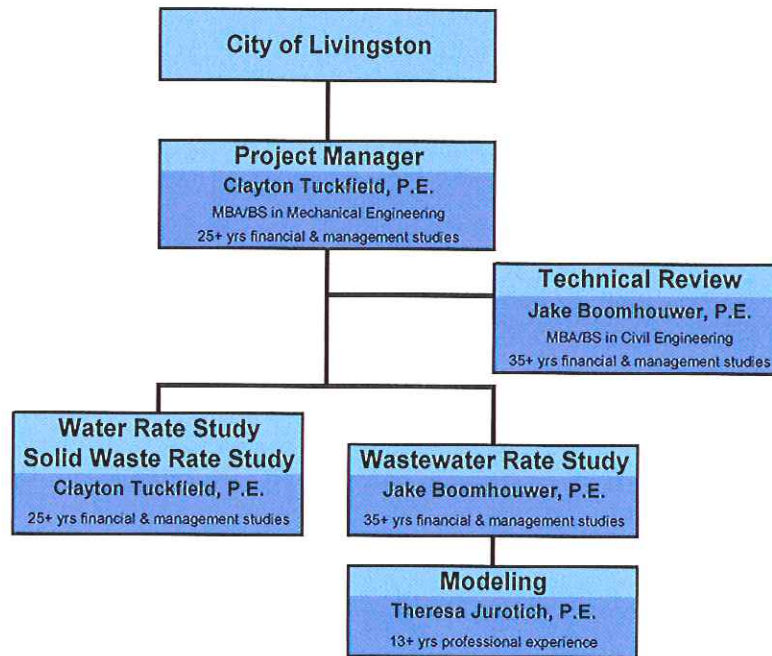 City of Livingston
Project Manager
Clayton Tuckfield, P.E.
MBA/BS in Mechanical Engineering
25+ yrs financial & management studies
Technical Review
Jake Boomhouwer, P.E.
MBA/BS in Civil Engineering
35+ yrs financial & management studies
Water Rate Study
Solid Waste Rate Study
Clayton Tuckfield, P.E.
25+ yrs financial & management studies
Wastewater Rate Study
Jake Boomhouwer, P.E.
35+ yrs financial & management studies
Modeling
Theresa Jurotich, P.E.
13+ yrs professional experience